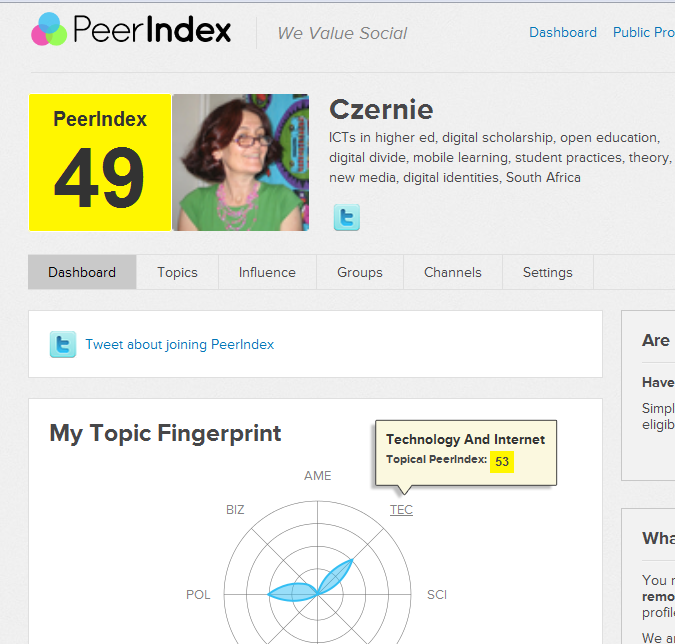 PeerIndex
We Value Social
Dashboard Public Pro
PeerIndex
49
Czernie
ICTs in higher ed, digital scholarship, open education,
digital divide, mobile learning, student practices, theory,
new media, digital identities, South Africa
Dashboard Topics Influence Groups Channels Settings
Tweet about joining PeerIndex
Are
Have
Simpl
eligib
My Topic Fingerprint
Technology And Internet
Topical PeerIndex: 53
AME
BIZ
TEC
POL
SCI
Wha
You r
remo
profil
We ar